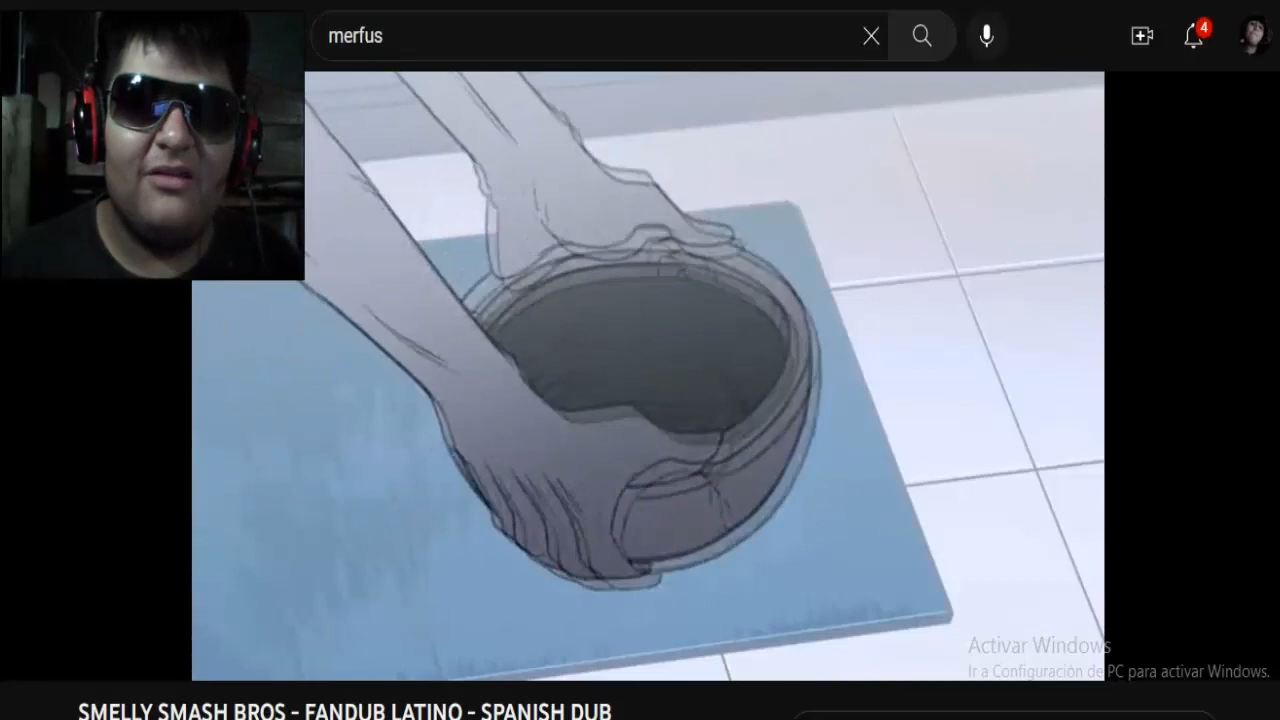 merfus
4
Activar Windows
Ir a Configuración de PC para activar Windows.
SMELLY SMASH BROS - FANDUB LATINO - SPANISH DUB